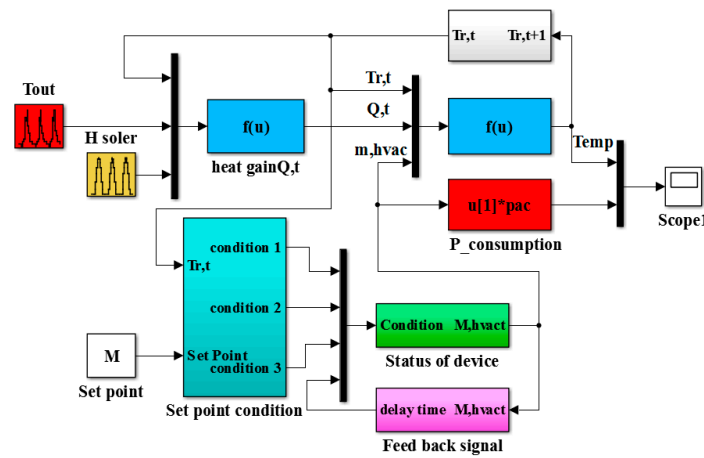 Tr,t Tr,t+1
Tout
H soler
f(u)
heat gainQ,t
Tr,t
Q,t
m,hvac
f(u)
Temp
u[1]*pac
P_consumption
Scope1
condition 1
Tr,t
condition 2
Set Point
condition 3
Set point condition
M
Set point
Condition M,hvact
Status of device
delay time M,hvact
Feed back signal